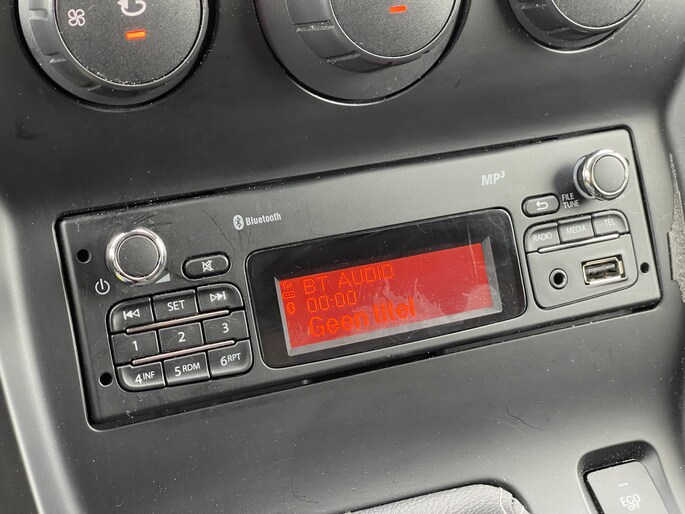 MP3
Bluetooth
FILE
TUNE
RADIO
MEDIA
TEL
SET
1
2
3
4 INF
5 RDM
6 RPT
BT AUDIO
00:00
Geen titel
ECO
OFF